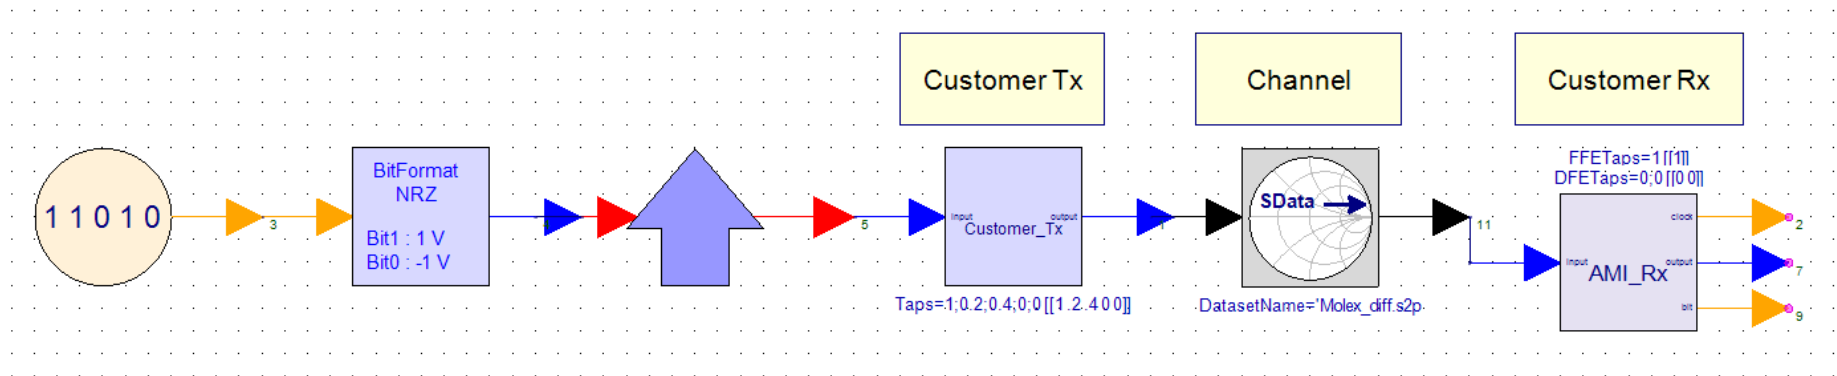 Customer Tx
Channel
Customer Rx
1 1 0 1 0
3
BitFormat
NRZ
Bit1 : 1 V
Bit0 : -1 V
5
input
output
Customer_Tx
Taps=1;0.2;0.4;0;0 [[1 .2 .4 0 0]]
1
SData
DatasetName='Molex_diff.s2p
11
FFETaps=1 [[1]]
DFETaps=0;0 [[0 0]]
clock
input
output
AMI_Rx
bit
2
7
9